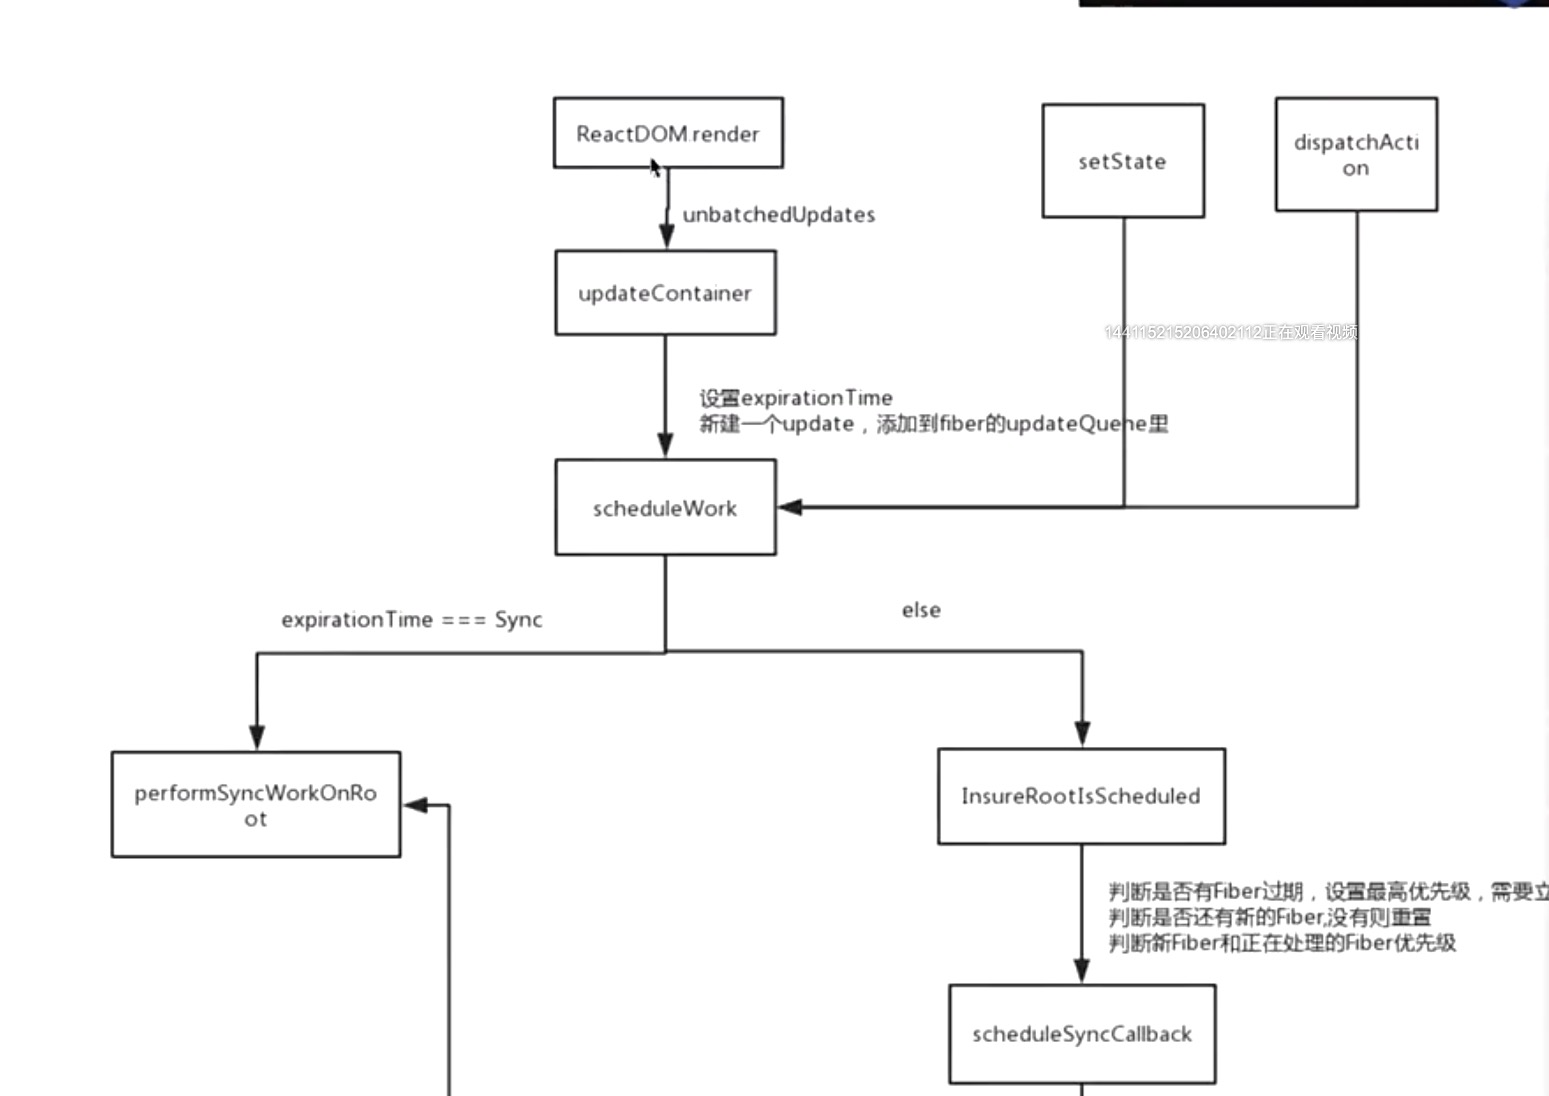 ReactDOM.render
setState
dispatchActi
on
unbatchedUpdates
updateContainer
144115215206402112正在观看视频
设置expirationTime
新建一个update，添加到fiber的updateQuene里
scheduleWork
expirationTime === Sync
else
performSyncWorkOnRo
ot
InsureRootIsScheduled
判断是否有Fiber过期，设置最高优先级，需要立
判断是否还有新的Fiber,没有则重置
判断新Fiber和正在处理的Fiber优先级
scheduleSyncCallback